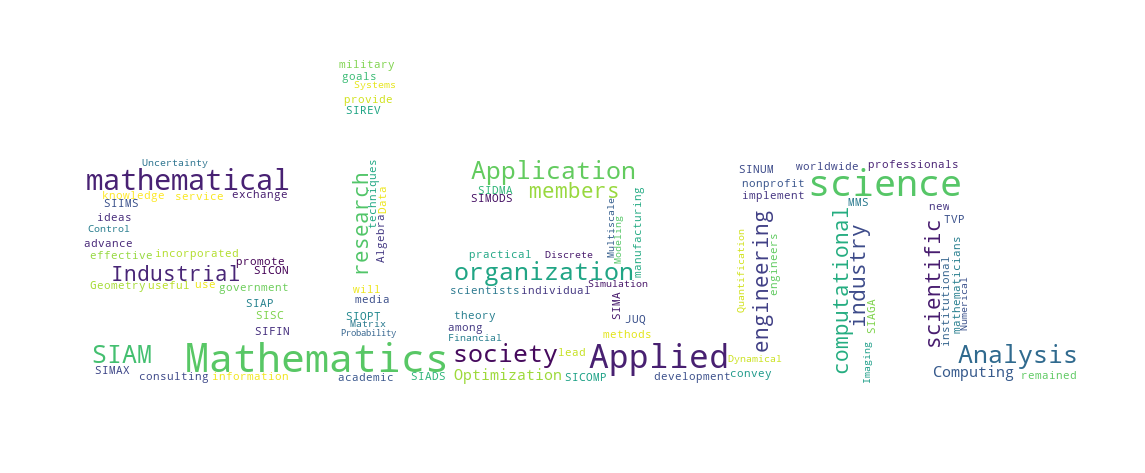 military
goals
Systems
provide
SIREV
Uncertainty
mathematical
knowledge service exchange
SIIMS
ideas
Control
advance
effective incorporated
promote
Industrial SICON
Geometry useful use government
SIAP
SISC
SIFIN
SIAM
SIMAX
consulting information
Mathematics
research
techniques
Data
Algebra
will
media
SIOPT
Matrix
Probability
academic
SIADS
Application
SIDMA members
SIMODS
Multiscale
Modeling
manufacturing
practical Discrete
organization
scientists individual Simulation
SIMA
theory JUQ
among
Financial methods
society lead Applied
Optimization SICOMP development
Dynamical
convey
SINUM worldwide professionals
nonprofit science
implement MMS new
TVP
Quantification
engineering
engineers
computational
industry
SIAGA
Imaging
scientific
institutional
mathematicians
Numerical
Analysis
Computing remained